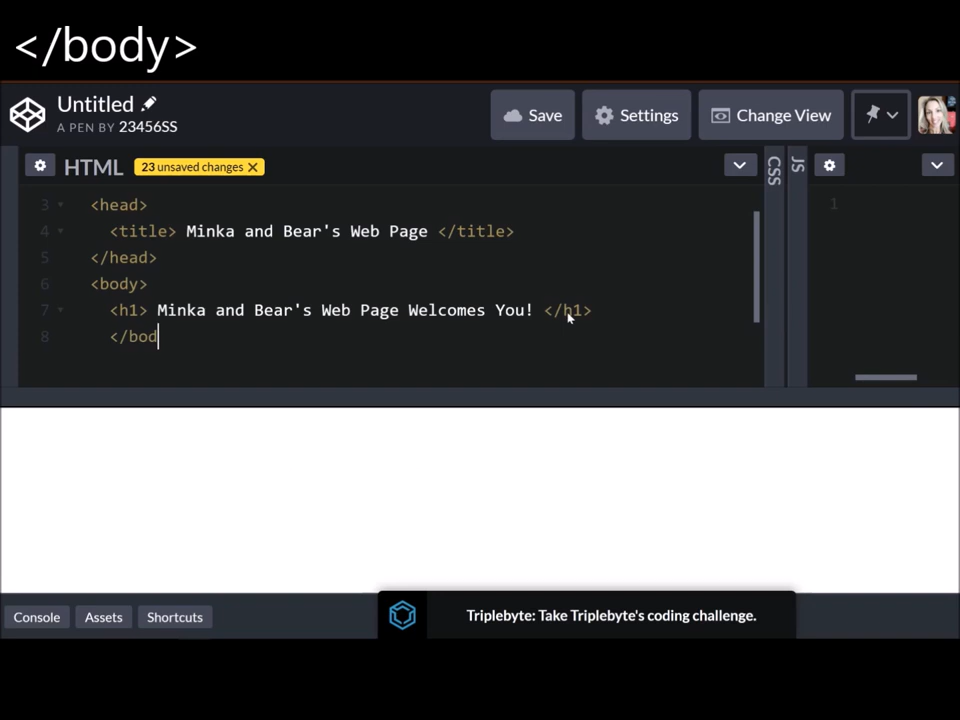 </body>
Untitled
A PEN BY 23456SS
Save
Settings
Change View
HTML
23 unsaved changes X
CSS
JS
3 <head>
4 <title> Minka and Bear's Web Page </title>
5 </head>
6 <body>
7 <h1> Minka and Bear's Web Page Welcomes You! </h1>
8 </bod
1
Console
Assets
Shortcuts
Triplebyte: Take Triplebyte's coding challenge.